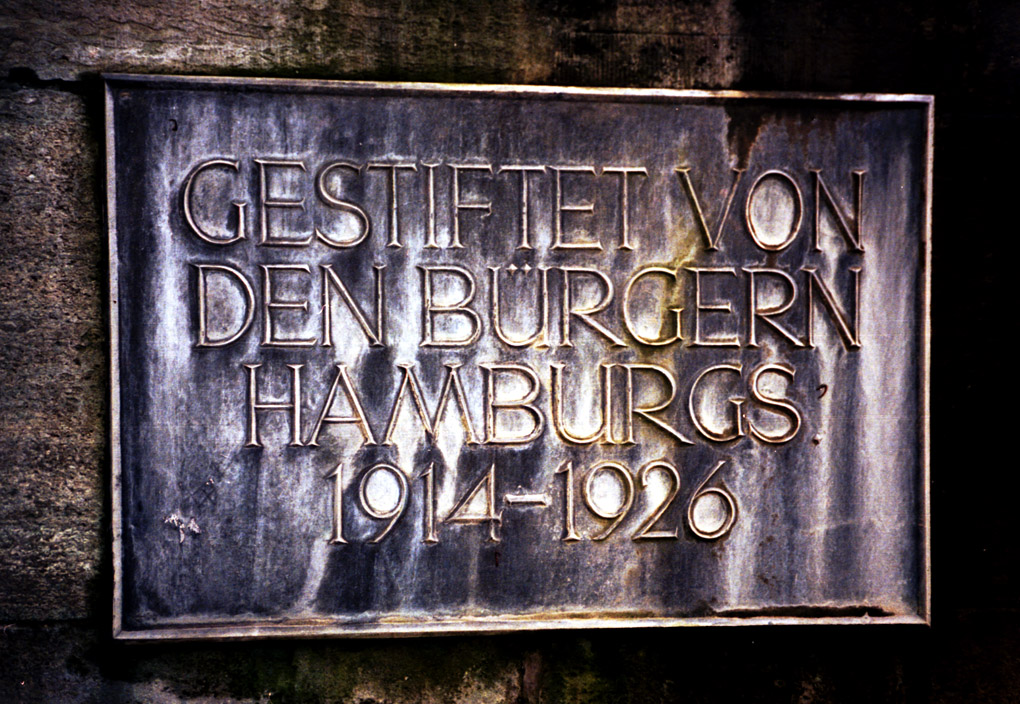 GESTIFTET VON
DEN BÜRGERN
HAMBURGS
1914-1926